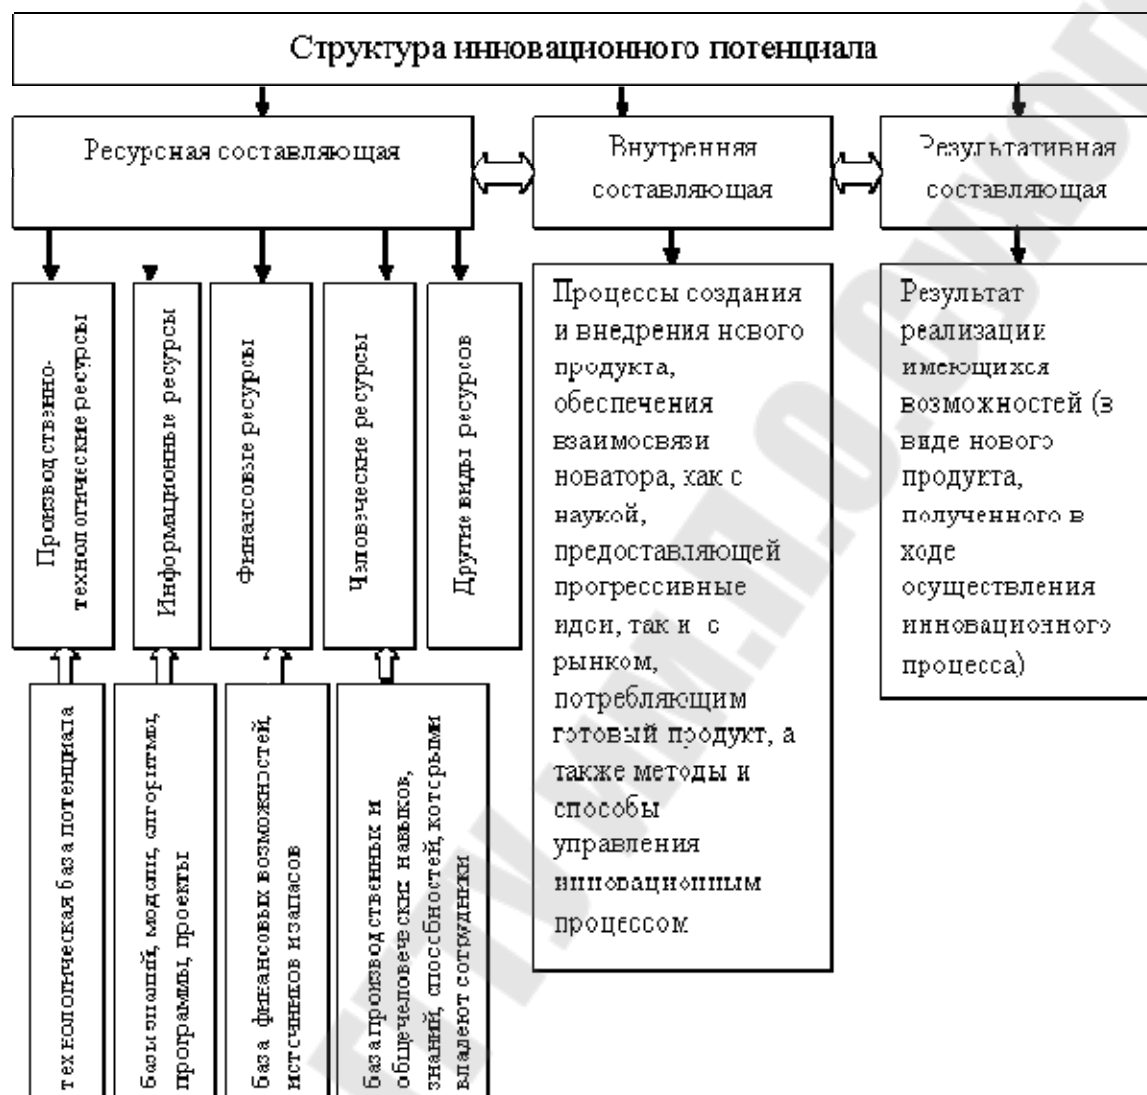 Структура инновационного потенциала
Ресурсная составляющая
Внутренняя
составляющая
Результативная
составляющая
Производственно-
технологические ресурсы
Информационные ресурсы
Финансовые ресурсы
Человеческие ресурсы
Другие виды ресурсов
Процессы создания
и внедрения нового
продукта,
обеспечения
взаимосвязи
новатора, как с
наукой,
предоставляющей
прогрессивные
идеи, так и с
рынком,
потребляющим
готовый продукт, а
также методы и
способы
управления
инновационным
процессом
Результат
реализации
имеющихся
возможностей (в
виде нового
продукта,
полученного в
ходе
осуществления
инновационного
процесса)
технологическая база потенциала
базы знаний, модели, алгоритмы,
программы, проекты
база финансовых возможностей,
источников и запасов
база производственных и
общечеловеческих навыков,
знаний, способностей, которыми
владеют сотрудники